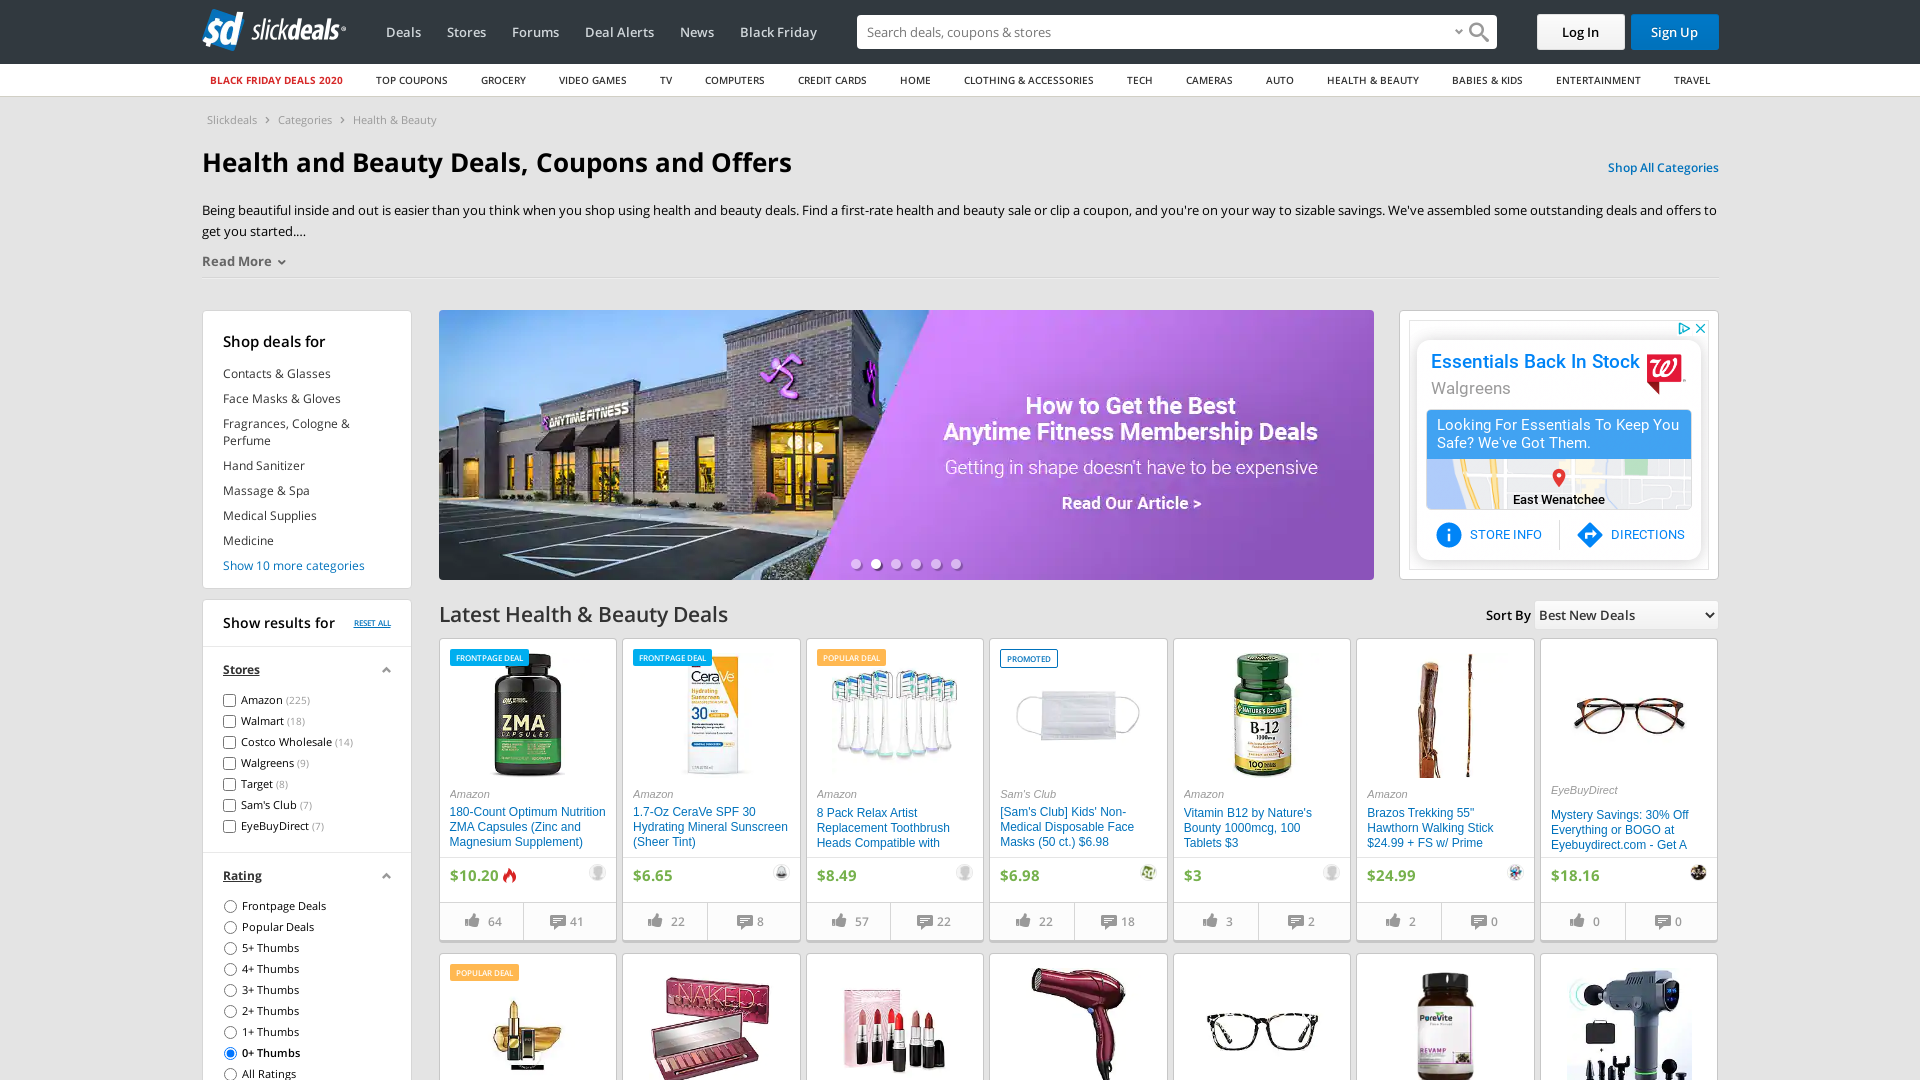 slickdeals
Deals
Stores
Forums
Deal Alerts
News
Black Friday
Search deals, coupons & stores
Log In
Sign Up
BLACK FRIDAY DEALS 2020
TOP COUPONS
GROCERY
VIDEO GAMES
TV
COMPUTERS
CREDIT CARDS
HOME
CLOTHING & ACCESSORIES
TECH
CAMERAS
AUTO
HEALTH & BEAUTY
BABIES & KIDS
ENTERTAINMENT
TRAVEL
Slickdeals > Categories > Health & Beauty
Health and Beauty Deals, Coupons and Offers
Shop All Categories
Being beautiful inside and out is easier than you think when you shop using health and beauty deals. Find a first-rate health and beauty sale or clip a coupon, and you're on your way to sizable savings. We've assembled some outstanding deals and offers to
get you started....
Read More
Shop deals for
Contacts & Glasses
Face Masks & Gloves
Fragrances, Cologne &
Perfume
Hand Sanitizer
Massage & Spa
Medical Supplies
Medicine
Show 10 more categories
ANYTIME FITNESS
How to Get the Best
Anytime Fitness Membership Deals
Getting in shape doesn't have to be expensive
Read Our Article >
Essentials Back In Stock
Walgreens
Looking For Essentials To Keep You
Safe? We've Got Them.
East Wenatchee
STORE INFO
DIRECTIONS
Show results for
RESET ALL
Stores
Amazon (225)
Walmart (18)
Costco Wholesale (14)
Walgreens (9)
Target (8)
Sam's Club (7)
EyeBuyDirect (7)
Rating
Frontpage Deals
Popular Deals
5+ Thumbs
4+ Thumbs
3+ Thumbs
2+ Thumbs
1+ Thumbs
0+ Thumbs
All Ratings
Latest Health & Beauty Deals
Sort By
Best New Deals
FRONTPAGE DEAL
ZMA
CAPSULES
Amazon
180-Count Optimum Nutrition
ZMA Capsules (Zinc and
Magnesium Supplement)
$10.20
64
41
FRONTPAGE DEAL
CeraVe
Hydrating
Sunscreen
30
Amazon
1.7-Oz CeraVe SPF 30
Hydrating Mineral Sunscreen
(Sheer Tint)
$6.65
22
8
POPULAR DEAL
Amazon
8 Pack Relax Artist
Replacement Toothbrush
Heads Compatible with
$8.49
57
22
PROMOTED
Sam's Club
[Sam's Club] Kids' Non-
Medical Disposable Face
Masks (50 ct.) $6.98
$6.98
22
18
NATURE'S BOUNTY
B-12
1000mcg
100
Amazon
Vitamin B12 by Nature's
Bounty 1000mcg, 100
Tablets $3
$3
3
2
Amazon
Brazos Trekking 55"
Hawthorn Walking Stick
$24.99 + FS w/ Prime
$24.99
2
0
EyeBuyDirect
Mystery Savings: 30% Off
Everything or BOGO at
Eyebuydirect.com - Get A
$18.16
0
0
POPULAR DEAL
NAKED
PureVite
REVAMP